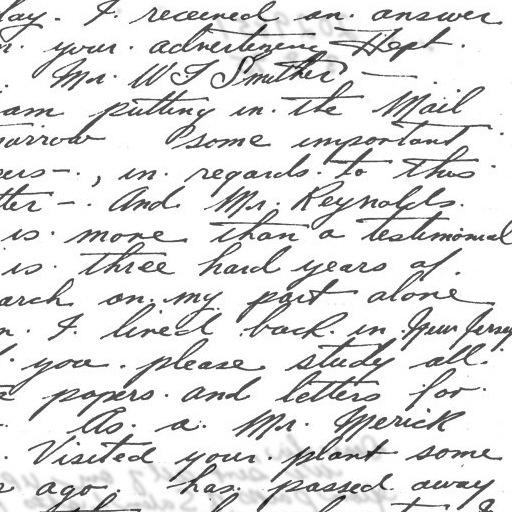 day. I received an. answer
n. your. advertiseing Hept.
Mr. W F Smither —
am putting in. the Mail
morrow some important
pers-., in. regards. to this
tter -. And Mr. Reynolds.
is. more than a testimonial
is. three hard years of.
arch on. my part alone
n. I. lived back. in. New Jersey
you. please study all
papers. and letters for.
As. a. Mr. Merick
. Visited your. plant some
s ago. has. passed. away